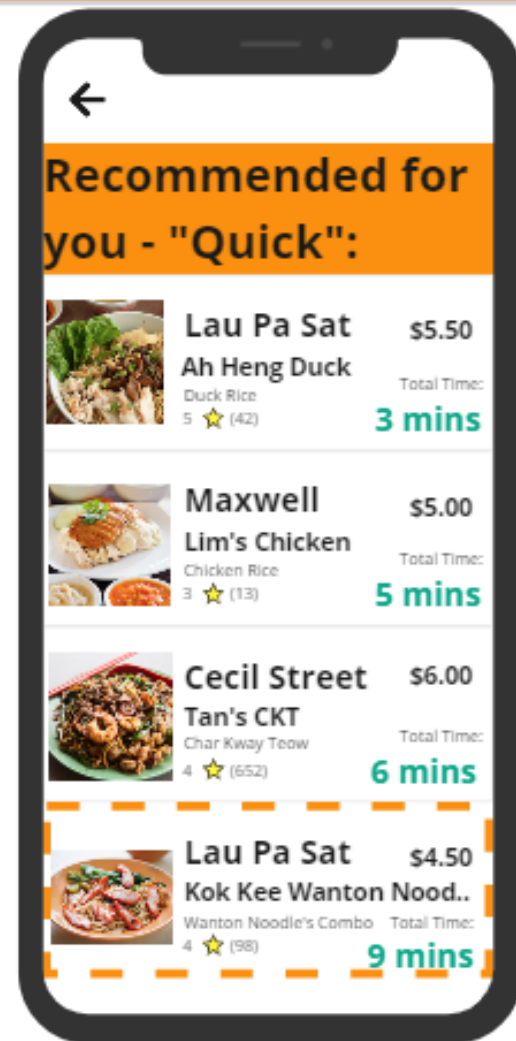 Recommended for
you - "Quick":
Lau Pa Sat
$5.50
Ah Heng Duck
Duck Rice
Total Time:
5 (42)
3 mins
Maxwell
$5.00
Lim's Chicken
Chicken Rice
Total Time:
3 (13)
5 mins
Cecil Street
$6.00
Tan's CKT
Char Kway Teow
Total Time:
4 (652)
6 mins
Lau Pa Sat
$4.50
Kok Kee Wanton Nood..
Wanton Noodle's Combo
Total Time:
4 (98)
9 mins